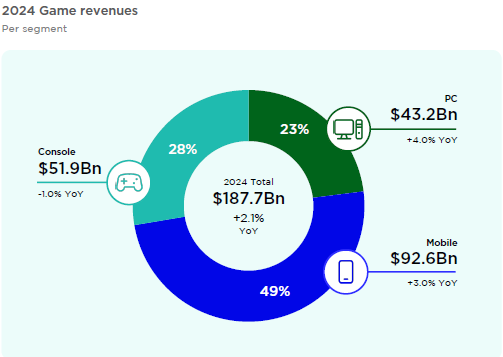 2024 Game revenues
Per segment
PC
$43.2Bn
+4.0% YoY
23%
28%
Console
$51.9Bn
-1.0% YoY
2024 Total
$187.7Bn
+2.1%
YoY
Mobile
$92.6Bn
+3.0% YoY
49%